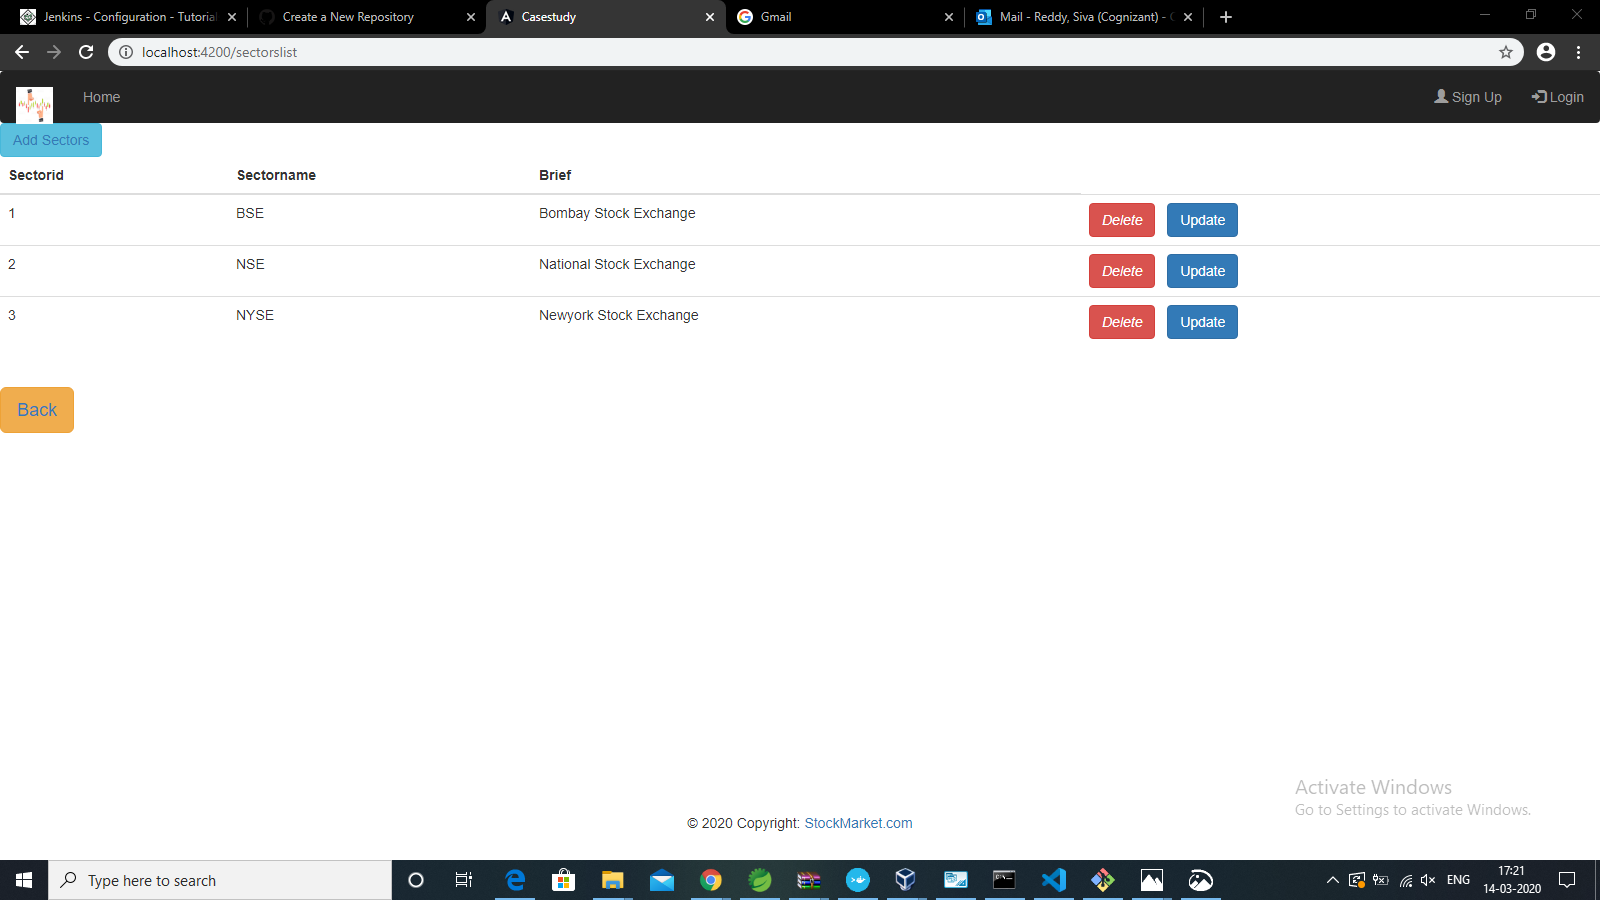 Jenkins - Configuration - Tutorial
Create a New Repository
Casestudy
Gmail
Mail - Reddy, Siva (Cognizant) -
localhost:4200/sectorslist
Home
Sign Up
Login
Add Sectors
Sectorid Sectorname Brief
1 BSE Bombay Stock Exchange Delete Update
2 NSE National Stock Exchange Delete Update
3 NYSE Newyork Stock Exchange Delete Update
Back
Activate Windows
Go to Settings to activate Windows.
© 2020 Copyright: StockMarket.com
Type here to search
ENG
17:21
14-03-2020